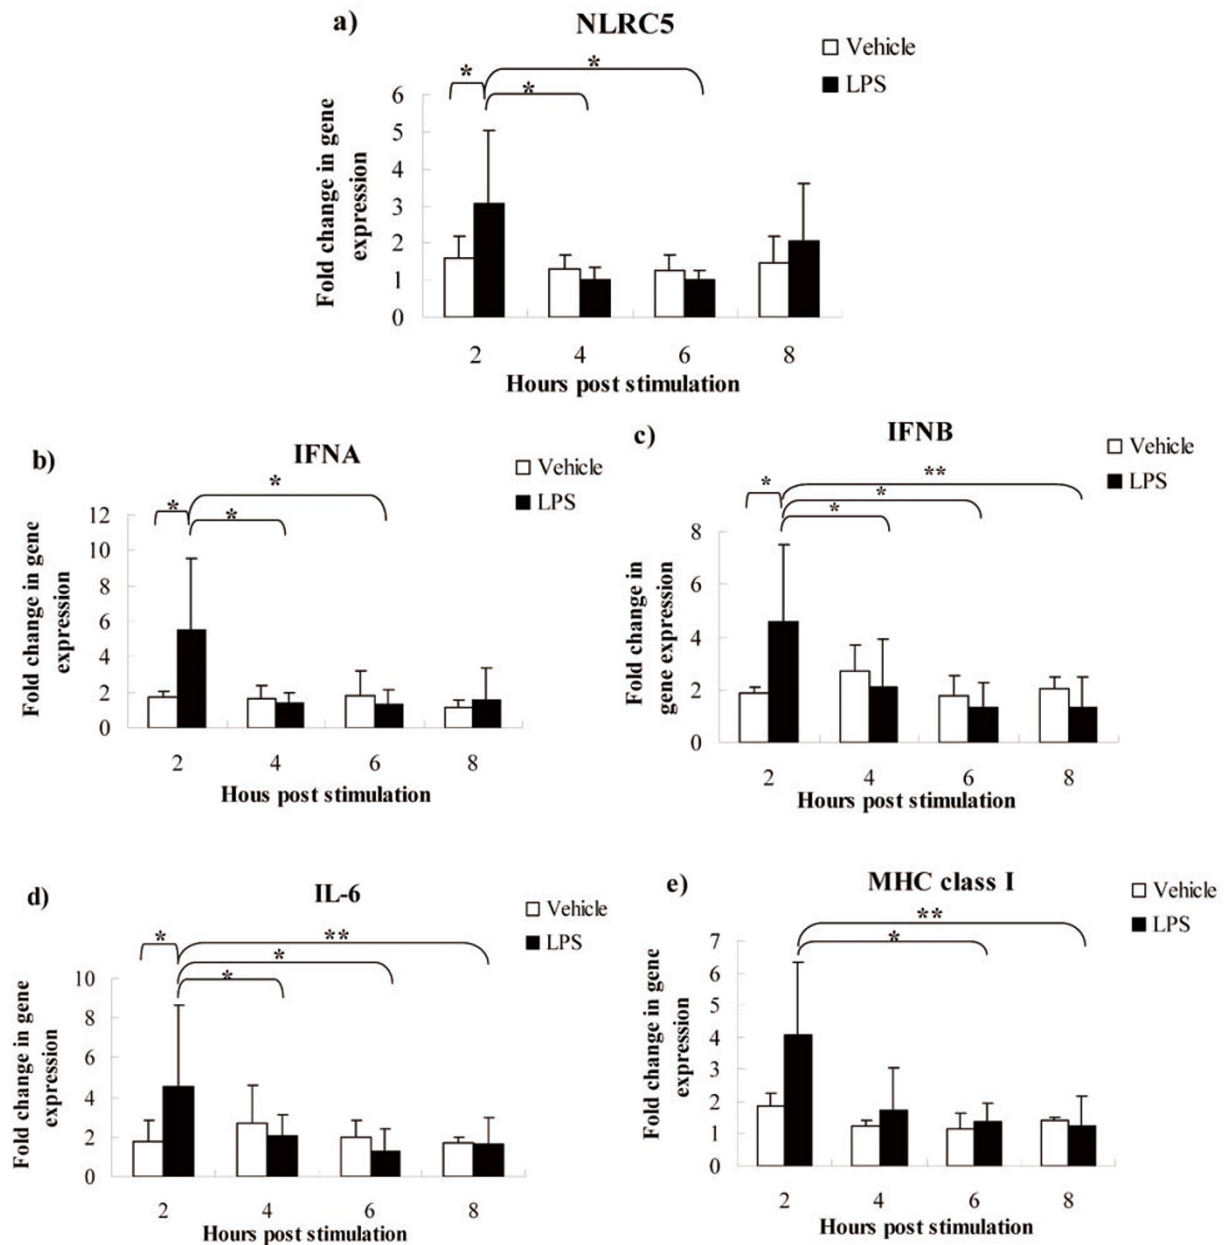 a)
NLRC5
Vehicle
LPS
*
*
*
Fold change in gene
expression
6
5
4
3
2
1
0
2 4 6 8
Hours post stimulation
b)
IFNA
Vehicle
LPS
*
*
*
Fold change in gene
expression
12
10
8
6
4
2
0
2 4 6 8
Hous post stimulation
c)
IFNB
Vehicle
LPS
**
*
*
*
Fold change in
gene expression
8
6
4
2
0
2 4 6 8
Hours post stimulation
d)
IL-6
Vehicle
LPS
*
**
*
*
Fold change in gene
expression
10
8
6
4
2
0
2 4 6 8
Hours post stimulation
e)
MHC class I
Vehicle
LPS
**
*
Fold change in gene
expression
7
6
5
4
3
2
1
0
2 4 6 8
Hours post stimulation